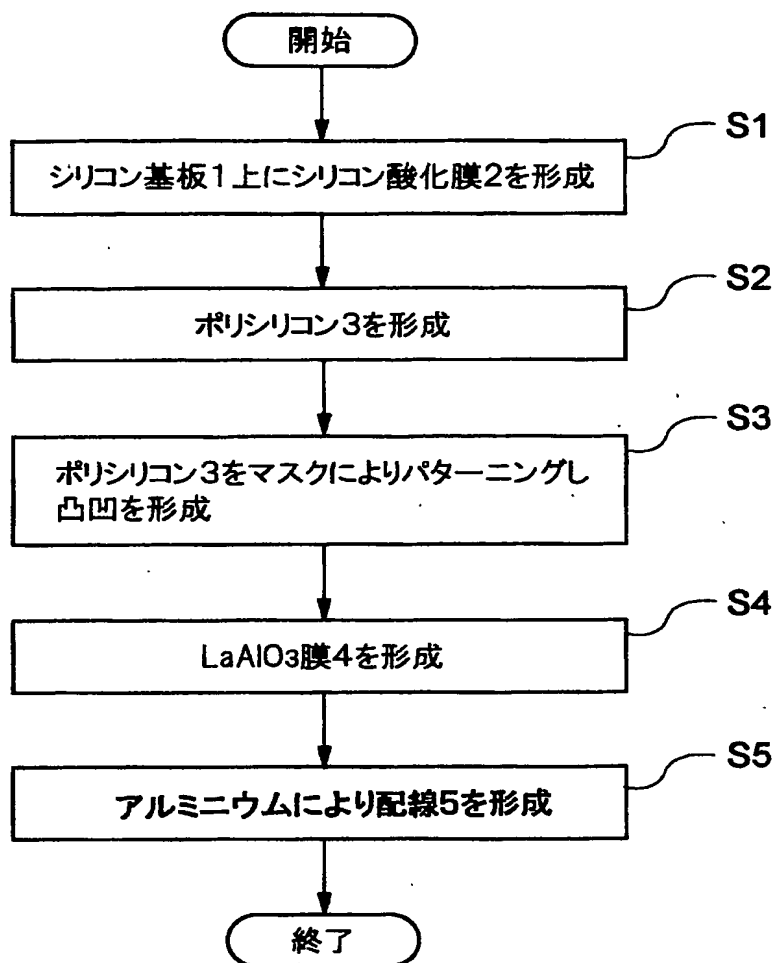 開始
S1
シリコン基板1上にシリコン酸化膜2を形成
S2
ポリシリコン3を形成
S3
ポリシリコン3をマスクによりパターニングし
凸凹を形成
S4
LaAlO3膜4を形成
S5
アルミニウムにより配線5を形成
終了